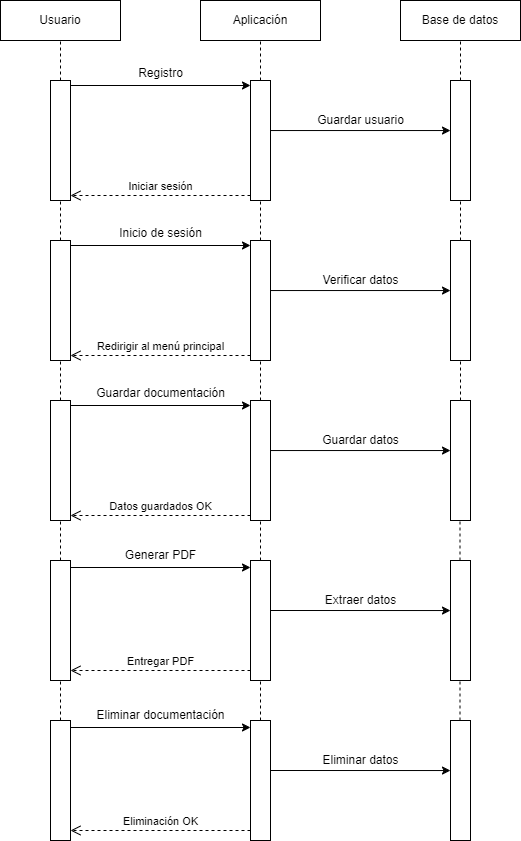 Usuario
Aplicación
Base de datos
Registro
Guardar usuario
Iniciar sesión
Inicio de sesión
Verificar datos
Redirigir al menú principal
Guardar documentación
Guardar datos
Datos guardados OK
Generar PDF
Extraer datos
Entregar PDF
Eliminar documentación
Eliminar datos
Eliminación OK